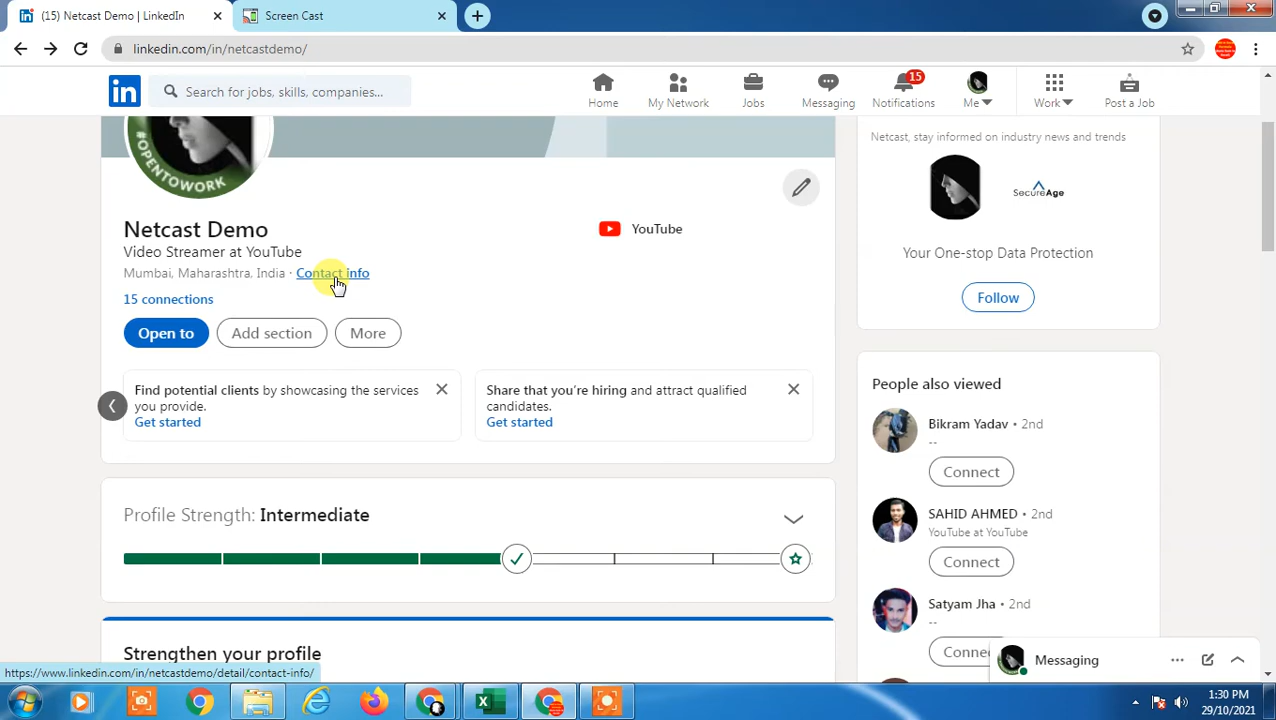 (15) Netcast Demo | LinkedIn
Screen Cast
linkedin.com/in/netcastdemo/
in
Search for jobs, skills, companies...
Home
My Network
Jobs
Messaging
15
Notifications
Me
Work
Post a Job
#OPENTOWORK
Netcast, stay informed on industry news and trends
SecureAge
Your One-stop Data Protection
Follow
Netcast Demo
YouTube
Video Streamer at YouTube
Mumbai, Maharashtra, India · Contact info
15 connections
Open to
Add section
More
Find potential clients by showcasing the services
you provide.
Get started
Share that you're hiring and attract qualified
candidates.
Get started
People also viewed
Bikram Yadav • 2nd
--
Connect
SAHID AHMED • 2nd
YouTube at YouTube
Connect
Satyam Jha • 2nd
--
Profile Strength: Intermediate
Strengthen your profile
Messaging
https://www.linkedin.com/in/netcastdemo/detail/contact-info/
1:30 PM
29/10/2021